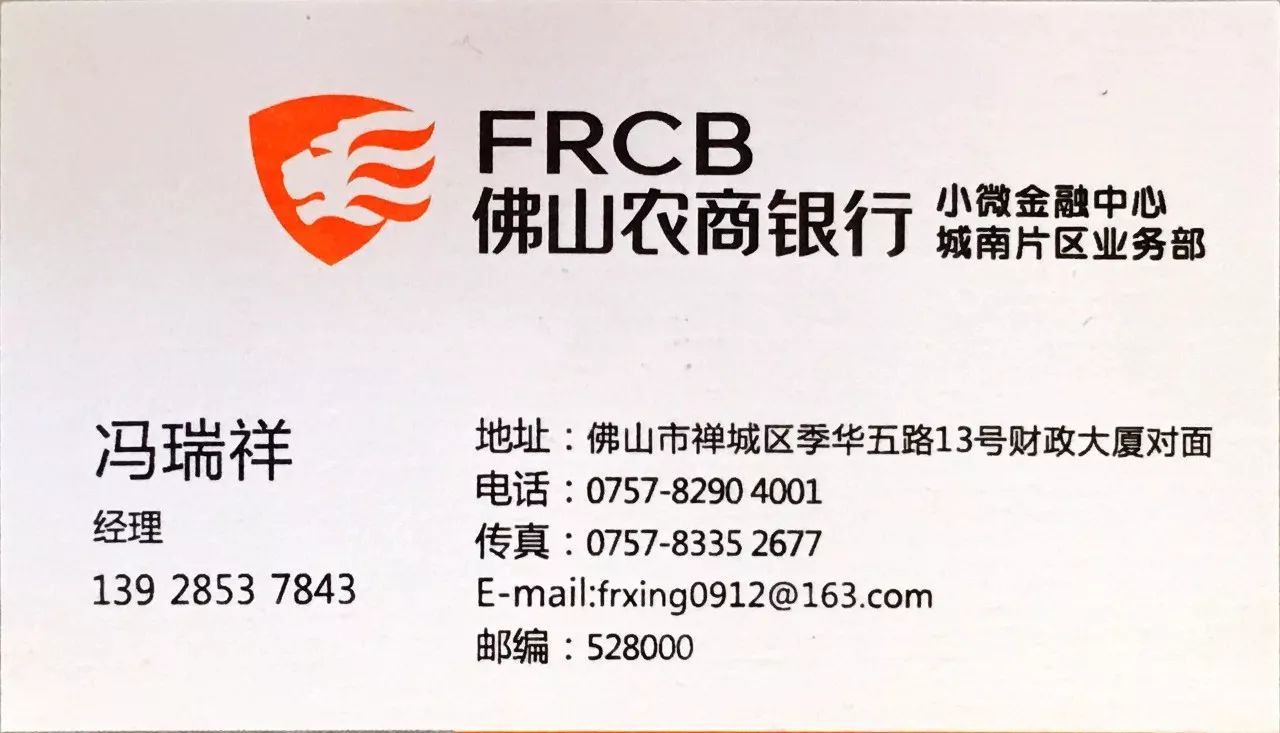 FRCB
佛山农商银行
小微金融中心
城南片区业务部
冯瑞祥
经理
139 2853 7843
地址：佛山市禅城区季华五路13号财政大厦对面
电话：0757-8290 4001
传真：0757-8335 2677
E-mail:frxing0912@163.com
邮编：528000